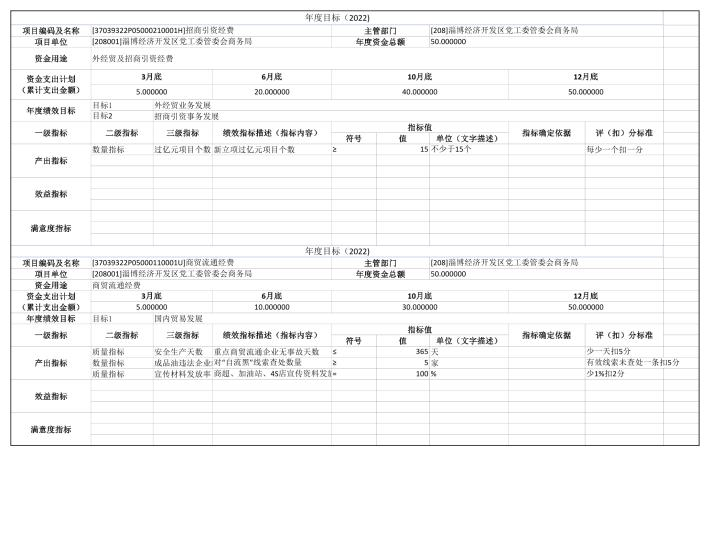 年度目标（2022）
项目编码及名称 [37039322P05000210001H]招商引资经费 主管部门 [208]淄博经济开发区党工委管委会商务局
项目单位 [208001]淄博经济开发区党工委管委会商务局 年度资金总额 50.000000
资金用途 外经贸及招商引资经费
资金支出计划（累计支出金额） 3月底 6月底 10月底 12月底
5.000000 20.000000 40.000000 50.000000
年度绩效目标 目标1 外经贸业务发展
目标2 招商引资事务发展
一级指标 二级指标 三级指标 绩效指标描述（指标内容） 指标值 指标确定依据 评（扣）分标准
符号 值 单位（文字描述）
产出指标 数量指标 过亿元项目个数 新立项过亿元项目个数 ≥ 15 不少于15个 每少一个扣一分
效益指标
满意度指标
年度目标（2022）
项目编码及名称 [37039322P05000110001U]商贸流通经费 主管部门 [208]淄博经济开发区党工委管委会商务局
项目单位 [208001]淄博经济开发区党工委管委会商务局 年度资金总额 50.000000
资金用途 商贸流通经费
资金支出计划 3月底 6月底 10月底 12月底
（累计支出金额） 5.000000 10.000000 30.000000 50.000000
年度绩效目标 目标1 国内贸易发展
一级指标 二级指标 三级指标 绩效指标描述（指标内容） 指标值 指标确定依据 评（扣）分标准
符号 值 单位（文字描述）
产出指标 质量指标 安全生产天数 重点商贸流通企业无事故天数 ≤ 365 天 少一天扣5分
数量指标 成品油违法企业 对"自流黑"线索查处数量 ≥ 5 家 有效线索未查处一条扣5分
质量指标 宣传材料发放率 商超、加油站、4S店宣传资料发放 = 100 % 少1%扣2分
效益指标
满意度指标